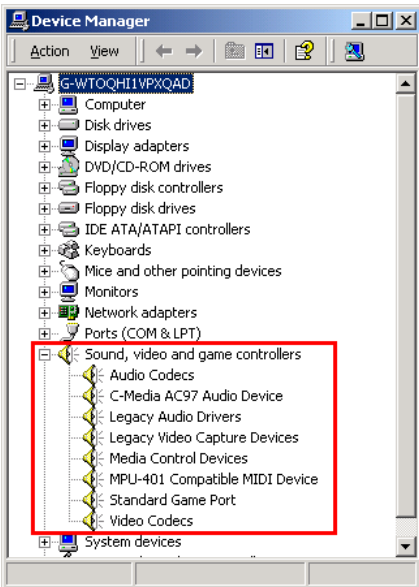 Device Manager
Action View
G-WTOQHI1VPXQAD
Computer
Disk drives
Display adapters
DVD/CD-ROM drives
Floppy disk controllers
Floppy disk drives
IDE ATA/ATAPI controllers
Keyboards
Mice and other pointing devices
Monitors
Network adapters
Ports (COM & LPT)
Sound, video and game controllers
Audio Codecs
C-Media AC97 Audio Device
Legacy Audio Drivers
Legacy Video Capture Devices
Media Control Devices
MPU-401 Compatible MIDI Device
Standard Game Port
Video Codecs
System devices